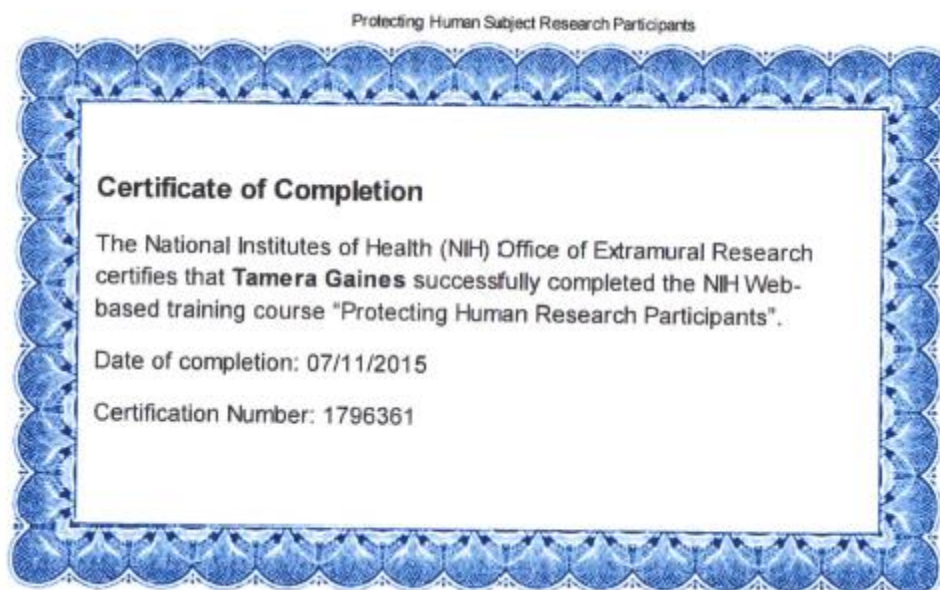 Protecting Human Subject Research Participants
Certificate of Completion
The National Institutes of Health (NIH) Office of Extramural Research
certifies that Tamera Gaines successfully completed the NIH Web-
based training course "Protecting Human Research Participants".
Date of completion: 07/11/2015
Certification Number: 1796361